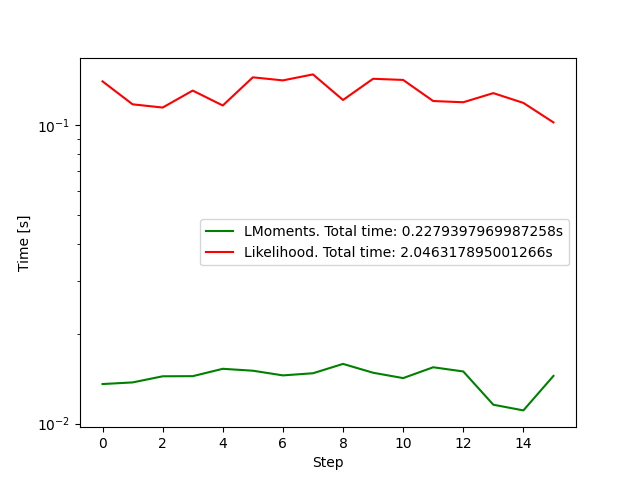 Time [s]
10⁻¹
10⁻²
LMoments. Total time: 0.2279397969987258s
Likelihood. Total time: 2.046317895001266s
0 2 4 6 8 10 12 14
Step